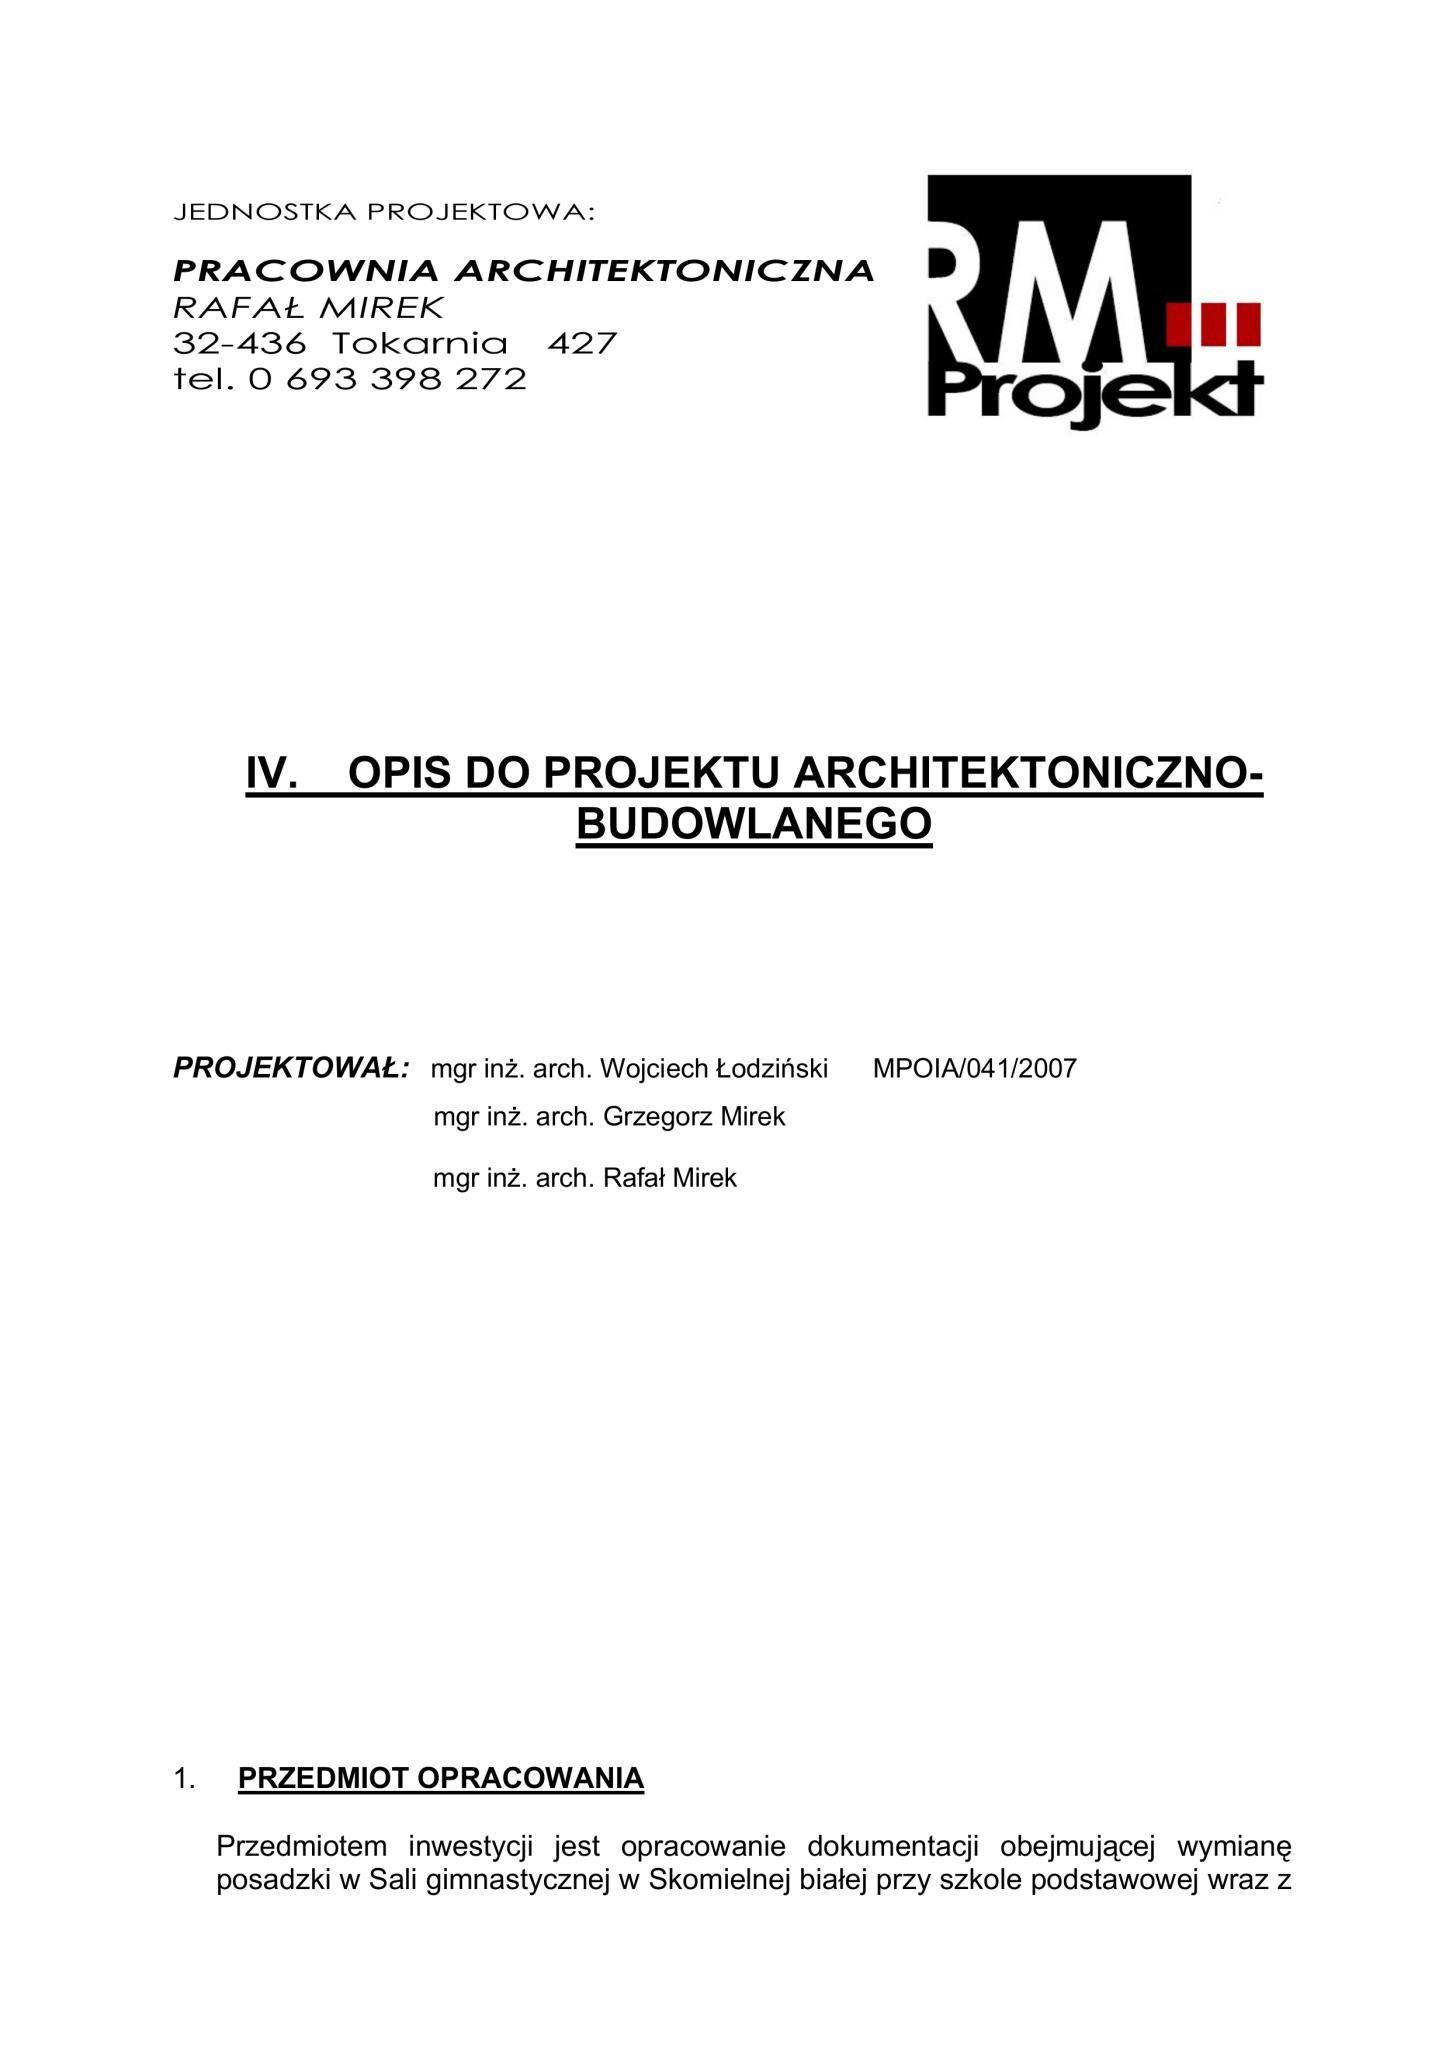 JEDNOSTKA PROJEKTOWA:
PRACOWNIA ARCHITEKTONICZNA
RAFAŁ MIREK
32-436 Tokarnia 427
tel. 0 693 398 272
RM
Projekt
IV. OPIS DO PROJEKTU ARCHITEKTONICZNO-
BUDOWLANEGO
PROJEKTOWAŁ: mgr inż. arch. Wojciech Łodziński MPOIA/041/2007
mgr inż. arch. Grzegorz Mirek
mgr inż. arch. Rafał Mirek
1. PRZEDMIOT OPRACOWANIA
Przedmiotem inwestycji jest opracowanie dokumentacji obejmującej wymianę
posadzki w Sali gimnastycznej w Skomielnej białej przy szkole podstawowej wraz z